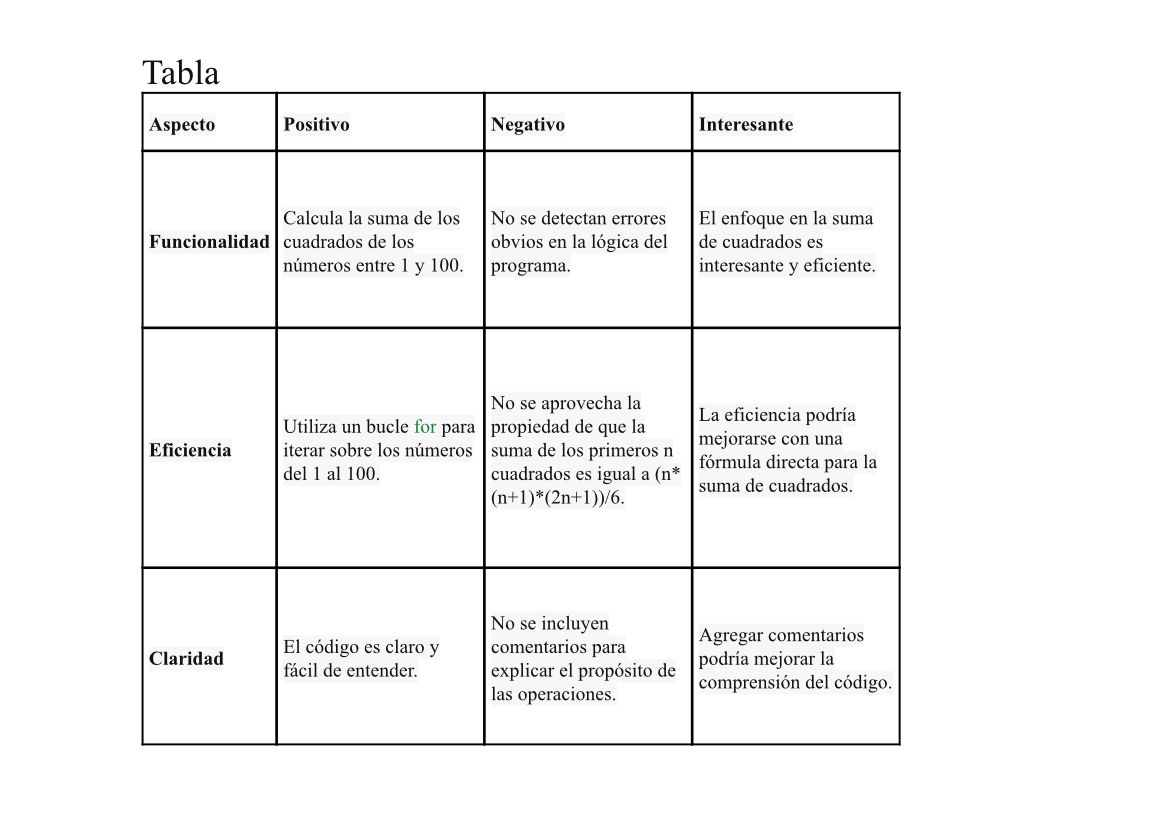 Tabla
Aspecto
Positivo
Negativo
Interesante
Funcionalidad
Calcula la suma de los
cuadrados de los
números entre 1 y 100.
No se detectan errores
obvios en la lógica del
programa.
El enfoque en la suma
de cuadrados es
interesante y eficiente.
Eficiencia
Utiliza un bucle for para
iterar sobre los números
del 1 al 100.
No se aprovecha la
propiedad de que la
suma de los primeros n
cuadrados es igual a (n*
(n+1)*(2n+1))/6.
La eficiencia podría
mejorarse con una
fórmula directa para la
suma de cuadrados.
Claridad
El código es claro y
fácil de entender.
No se incluyen
comentarios para
explicar el propósito de
las operaciones.
Agregar comentarios
podría mejorar la
comprensión del código.